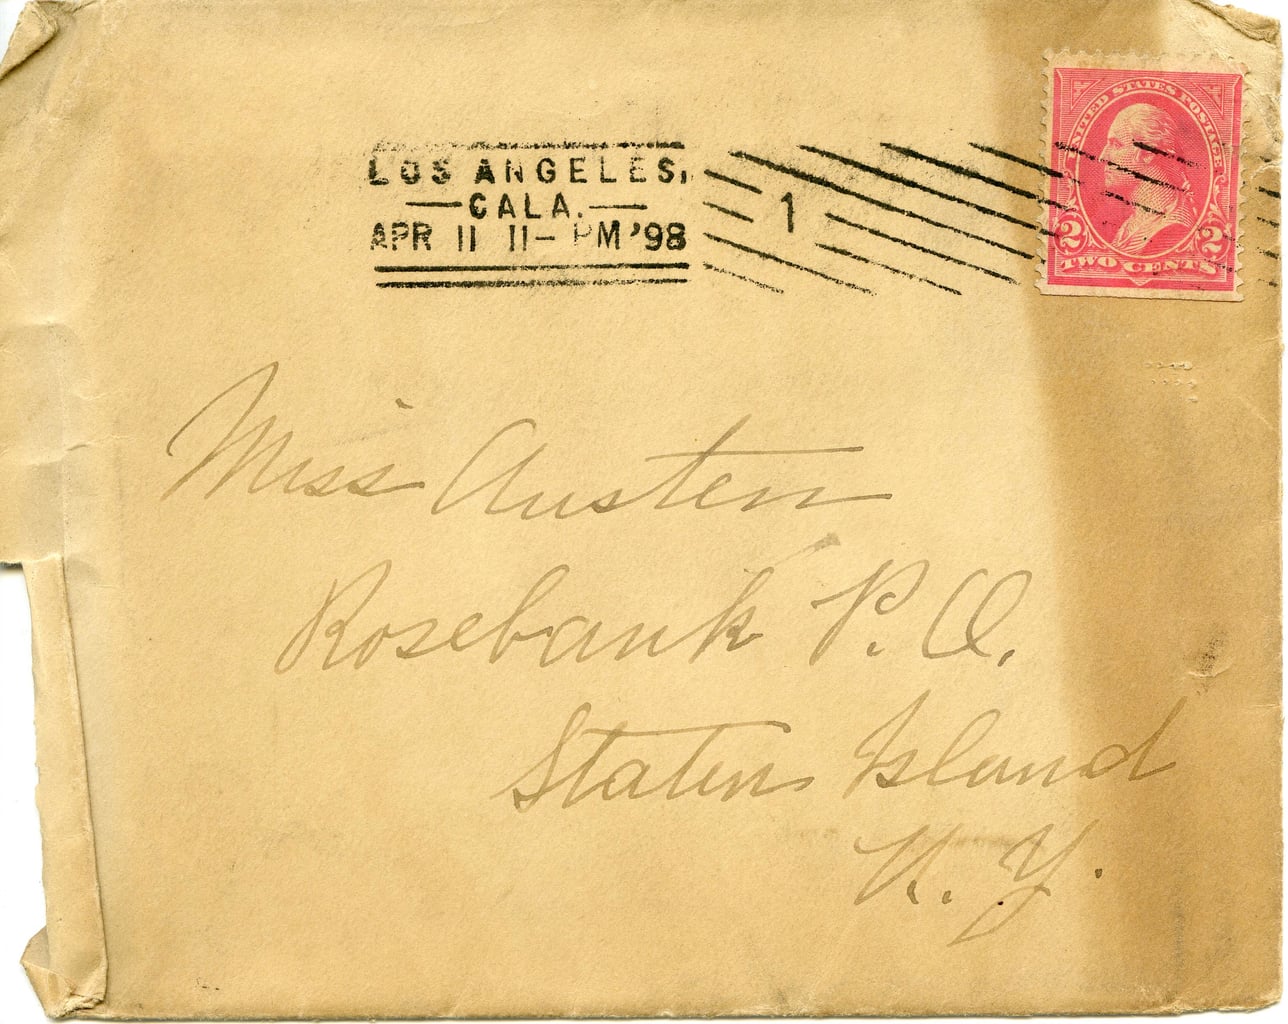 LOS ANGELES,
CALA.
APR 11 11- PM '98
1
UNITED STATES POSTAGE
2 2
TWO CENTS
Miss Austen
Rosebank P. O.
Staten Island
N. Y.